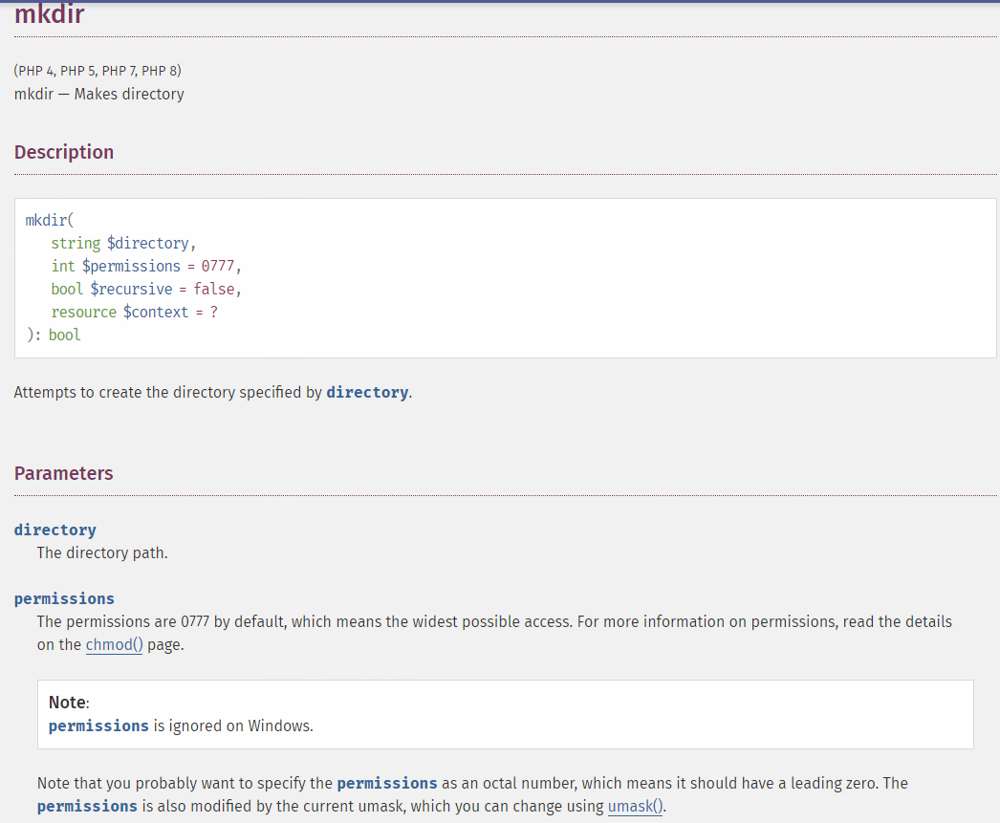 mkdir
(PHP 4, PHP 5, PHP 7, PHP 8)
mkdir — Makes directory
Description
mkdir(
string $directory,
int $permissions = 0777,
bool $recursive = false,
resource $context = ?
): bool
Attempts to create the directory specified by directory.
Parameters
directory
The directory path.
permissions
The permissions are 0777 by default, which means the widest possible access. For more information on permissions, read the details
on the chmod() page.
Note:
permissions is ignored on Windows.
Note that you probably want to specify the permissions as an octal number, which means it should have a leading zero. The
permissions is also modified by the current umask, which you can change using umask().